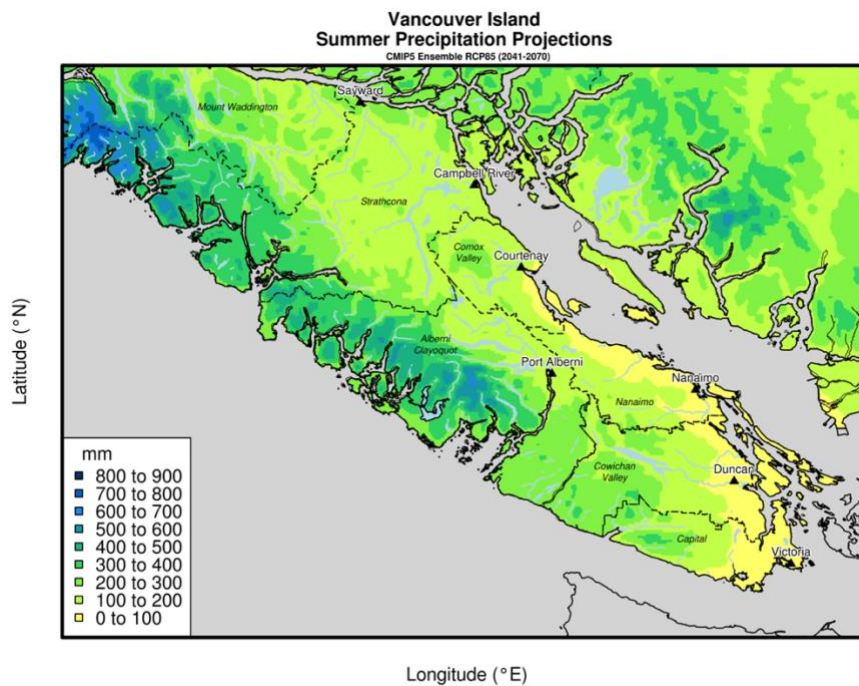 Vancouver Island
Summer Precipitation Projections
CMIP5 Ensemble RCP85 (2041-2070)
Sayward
Mount Waddington
Campbell River
Strathcona
Comox
Valley
Courtenay
Latitude (°N)
Alberni
Clayoquot
Port Alberni
Nanaimo
Nanaimo
Cowichan
Valley
Duncan
Capital
Victoria
mm
800 to 900
700 to 800
600 to 700
500 to 600
400 to 500
300 to 400
200 to 300
100 to 200
0 to 100
Longitude (°E)